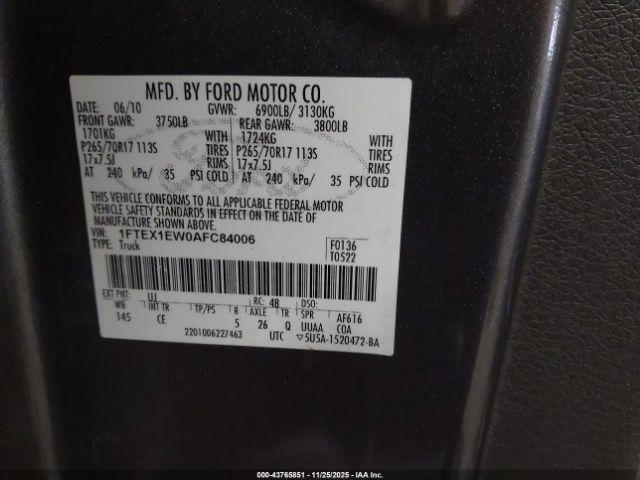 MFD. BY FORD MOTOR CO.
DATE: 06/10 GVWR: 6900LB/ 3130KG
FRONT GAWR: 3750LB REAR GAWR: 3800LB
1701KG WITH 1724KG WITH
P265/70R17 113S TIRES P265/70R17 113S TIRES
17x7.5J RIMS 17x7.5J RIMS
AT 240 kPa/ 35 PSI COLD AT 240 kPa/ 35 PSI COLD
THIS VEHICLE CONFORMS TO ALL APPLICABLE FEDERAL MOTOR
VEHICLE SAFETY STANDARDS IN EFFECT ON THE DATE OF
MANUFACTURE SHOWN ABOVE.
VIN: 1FTEX1EW0AFC84006 F0136
TYPE: Truck T0522
EXT PNT: UJ RC: 48 DSO:
WB INT TR TP/PS R AXLE TR SPR AF616
145 CE 5 26 Q UUAA COA
2201006227463 UTC ▽5U5A-1520472-BA
000-43765851 - 11/25/2025 - IAA Inc.